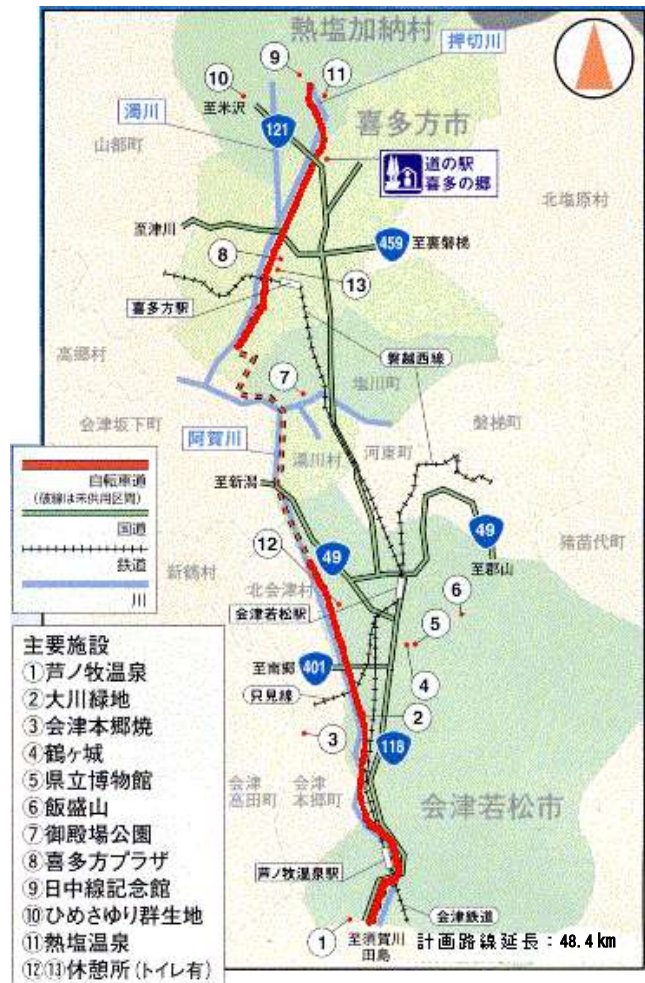 熱塩加納村
押切川
⑨
⑪
⑩
至米沢
濁川
121
喜多方市
山都町
道の駅
喜多の郷
北塩原村
至津川
459
至裏磐梯
⑧
⑬
喜多方駅
磐越西線
高郷村
⑦
塩川町
会津坂下町
磐梯町
阿賀川
湯川村
河東町
自転車道
(破線は未供用区間)
国道
鉄道
川
至新潟
49
49
猪苗代町
至郡山
⑫
新鶴村
北会津村
⑥
会津若松駅
⑤
至南郷
401
④
只見線
②
③
118
会津
高田町
会津
本郷町
会津若松市
芦ノ牧温泉駅
会津鉄道
①
至須賀川
田島
計画路線延長：48.4km
主要施設
①芦ノ牧温泉
②大川緑地
③会津本郷焼
④鶴ヶ城
⑤県立博物館
⑥飯盛山
⑦御殿場公園
⑧喜多方プラザ
⑨日中線記念館
⑩ひめさゆり群生地
⑪熱塩温泉
⑫⑬休憩所(トイレ有)